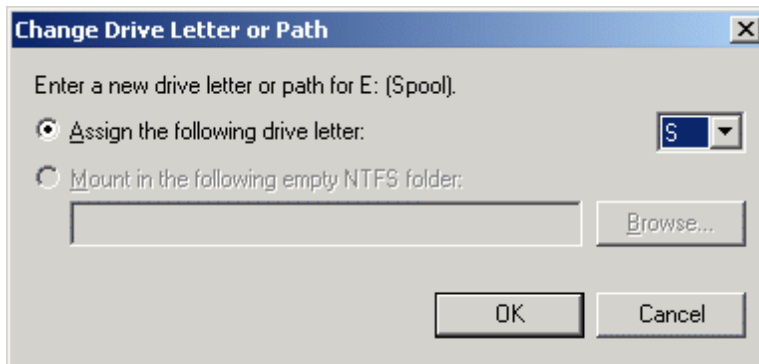 Change Drive Letter or Path
Enter a new drive letter or path for E: (Spool).
Assign the following drive letter:
S
Mount in the following empty NTFS folder:
Browse...
OK
Cancel